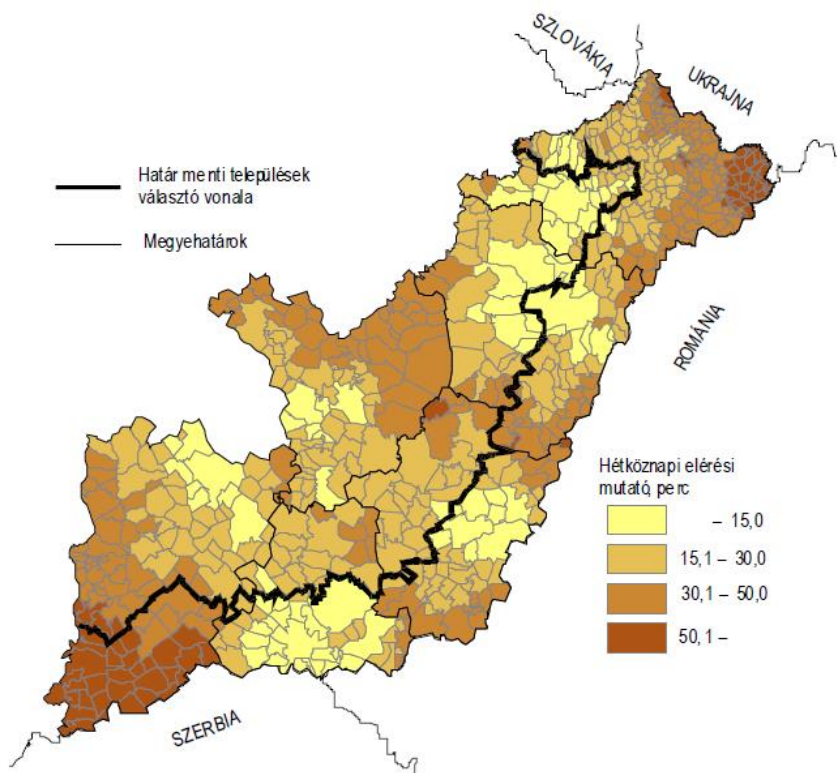 SZLOVÁKIA
UKRAJNA
Határ menti települések
választó vonala
Megyehatárok
ROMÁNIA
Hétköznapi elérési
mutató, perc
– 15,0
15,1 – 30,0
30,1 – 50,0
50,1 –
SZERBIA